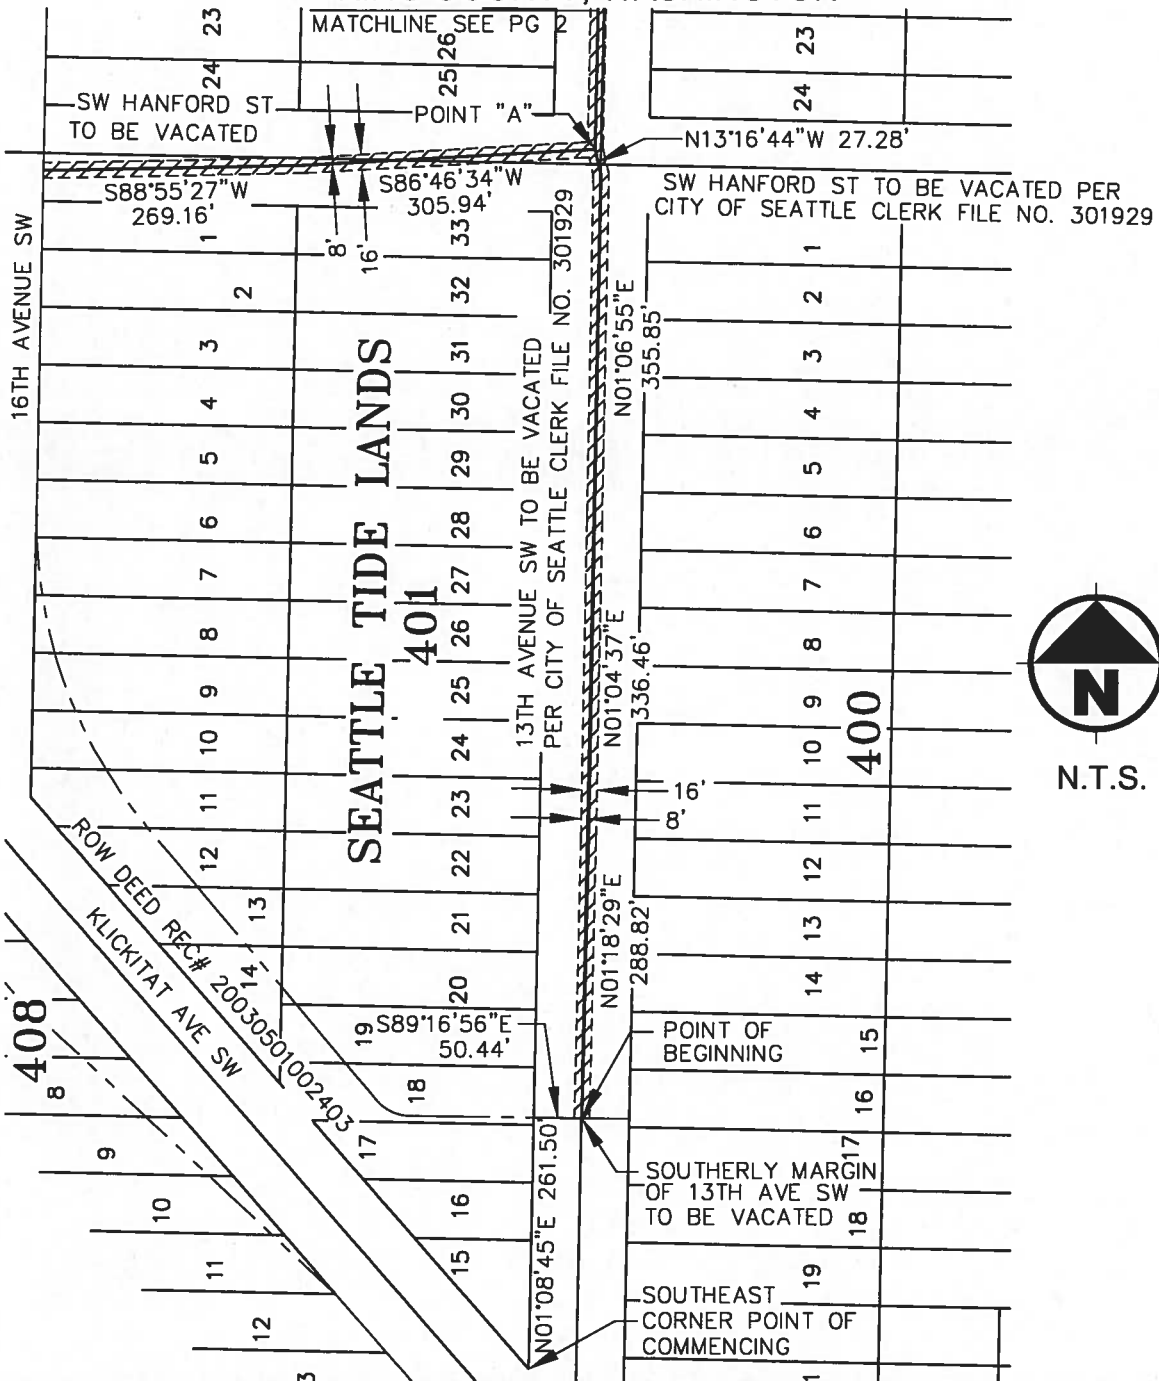 MATCHLINE SEE PG 2
23
24
26
25
23
24
SW HANFORD ST
TO BE VACATED
POINT "A"
N13°16'44"W 27.28'
S88°55'27"W
269.16'
S86°46'34"W
305.94'
SW HANFORD ST TO BE VACATED PER
CITY OF SEATTLE CLERK FILE NO. 301929
16TH AVENUE SW
8'
16'
1
2
3
4
5
6
7
8
9
10
11
12
13
14
SEATTLE TIDE LANDS
401
33
32
31
30
29
28
27
26
25
24
23
22
21
20
19
18
17
16
15
13TH AVENUE SW TO BE VACATED
PER CITY OF SEATTLE CLERK FILE NO. 301929
N01°06'55"E
355.85'
N01°04'37"E
336.46'
16'
8'
N01°18'29"E
288.82'
1
2
3
4
5
6
7
8
9
10
11
12
13
14
15
16
17
18
19
400
N
N.T.S.
ROW DEED REC# 20030501002403
KLICKITAT AVE SW
408
8
9
10
11
12
S89°16'56"E
50.44'
POINT OF
BEGINNING
SOUTHERLY MARGIN
OF 13TH AVE SW
TO BE VACATED
N01°08'45"E 261.50'
SOUTHEAST
CORNER POINT OF
COMMENCING